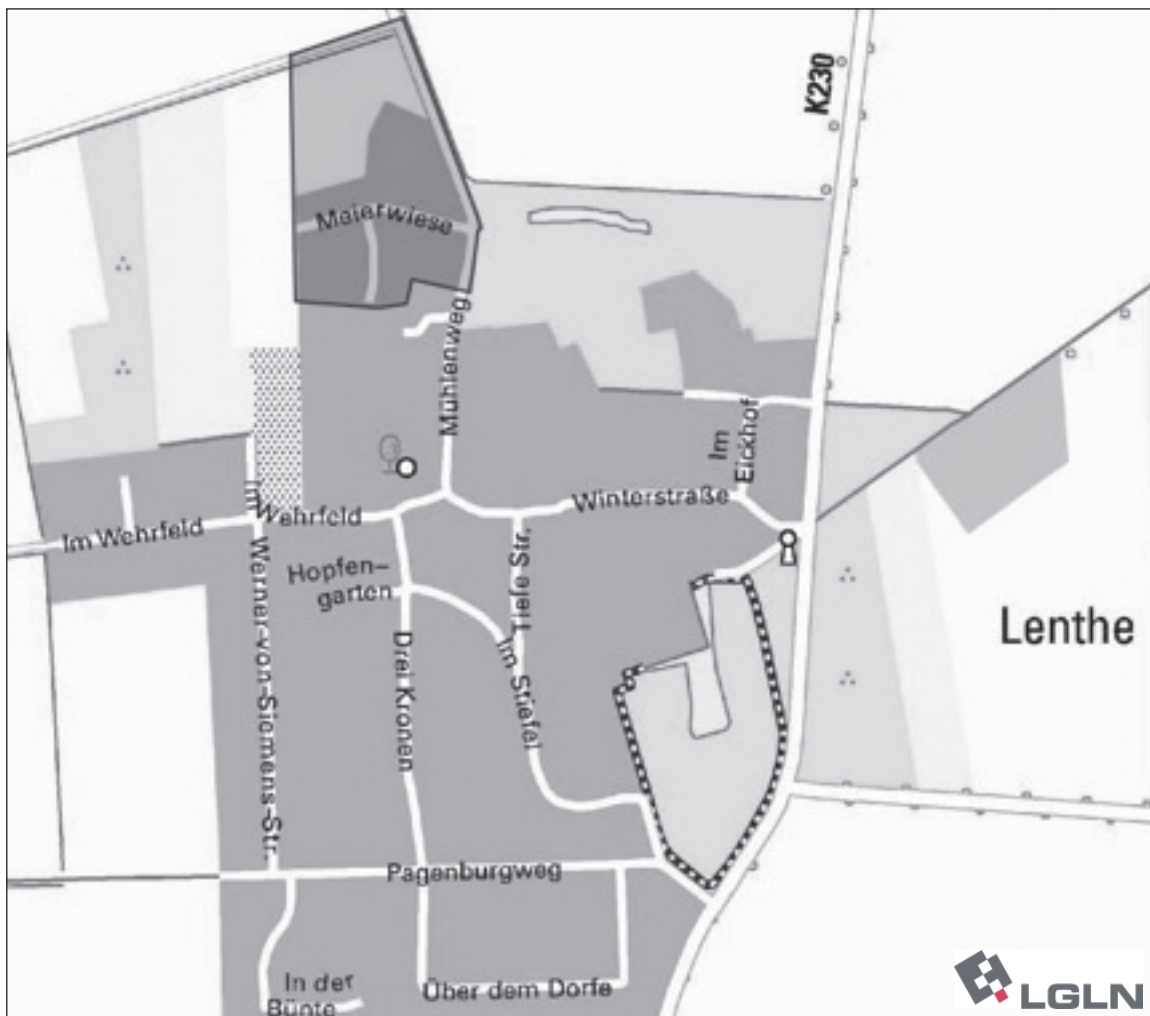 K230
Meierwiese
Mühlenweg
Im
Eickhof
Winterstraße
Im Wehrfeld
Im Wehrfeld
Hopfen-
garten
Tiefe Str.
Lenthe
Werner-von-Siemens-Str.
Drei Kronen
Im Stiefel
Pagenburgweg
In der
Bünte
Über dem Dorfe
LGLN